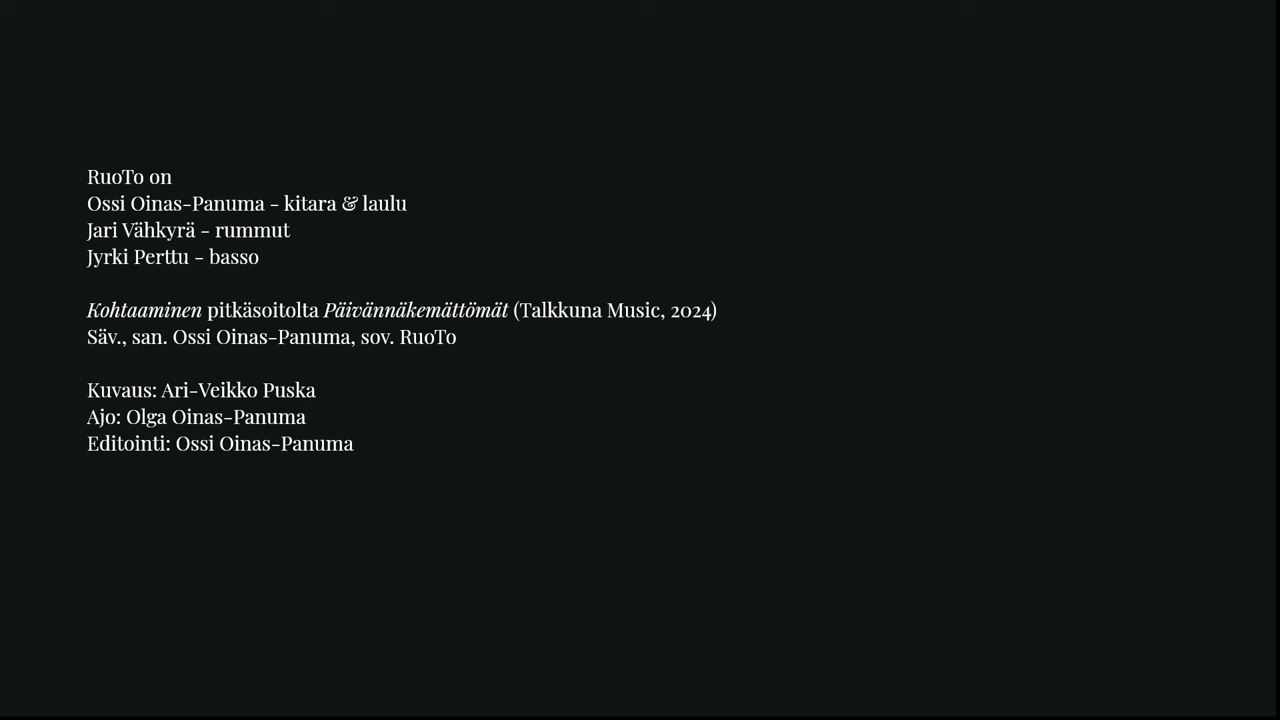 RuoTo on
Ossi Oinas-Panuma - kitara & laulu
Jari Vähkyrä - rummut
Jyrki Perttu - basso
Kohtaaminen pitkäsoitolta Päivännäkemättömät (Talkkuna Music, 2024)
Säv., san. Ossi Oinas-Panuma, sov. RuoTo
Kuvaus: Ari-Veikko Puska
Ajo: Olga Oinas-Panuma
Editointi: Ossi Oinas-Panuma